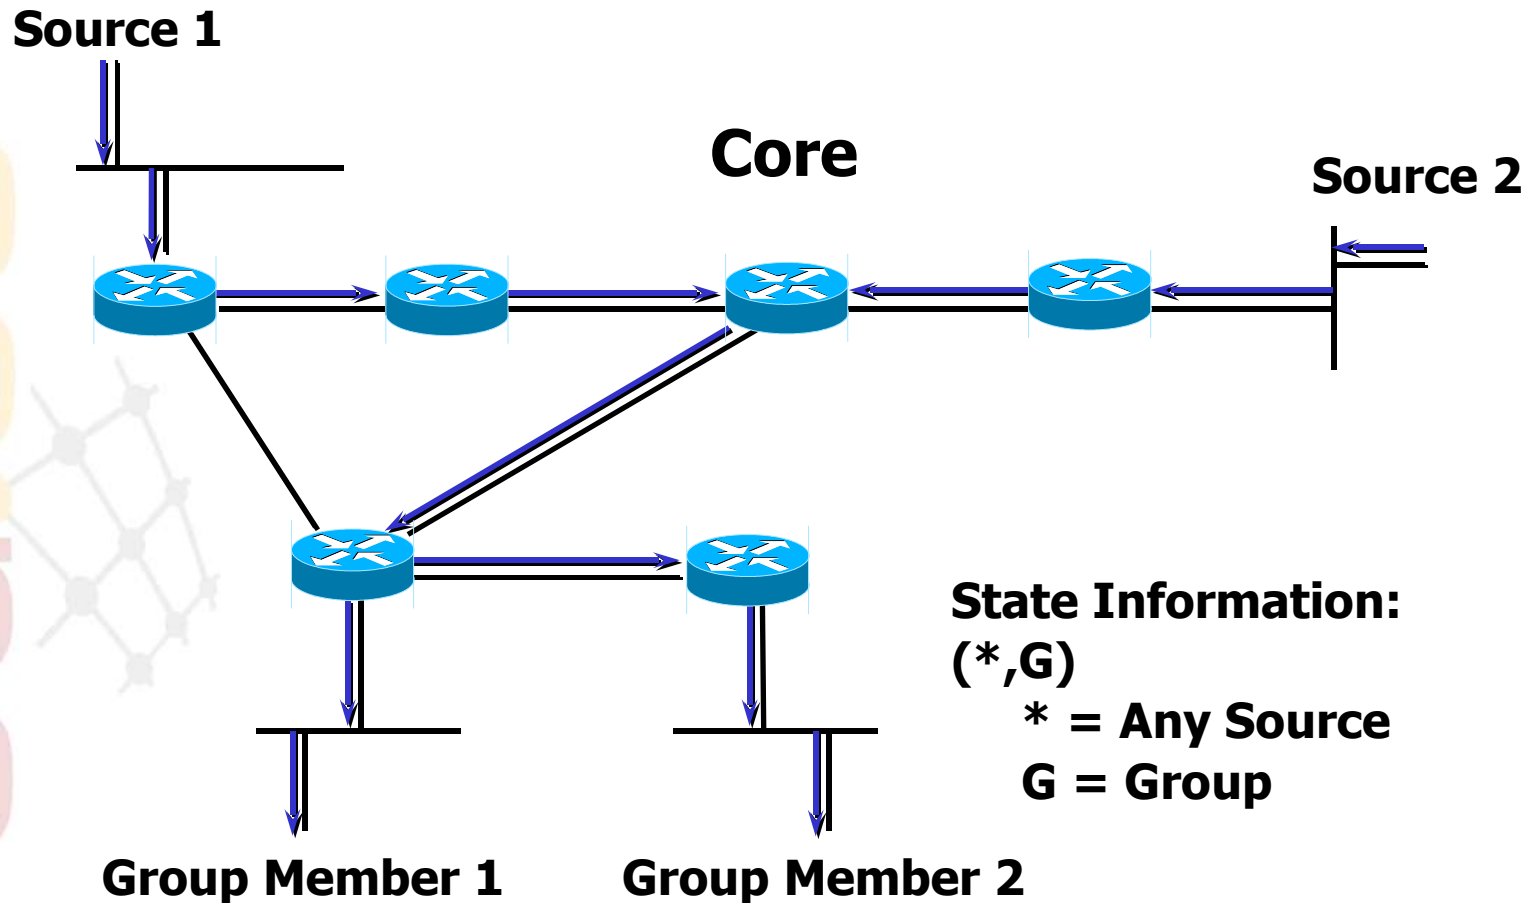 Source 1
Core
Source 2
State Information:
(*,G)
* = Any Source
G = Group
Group Member 1
Group Member 2